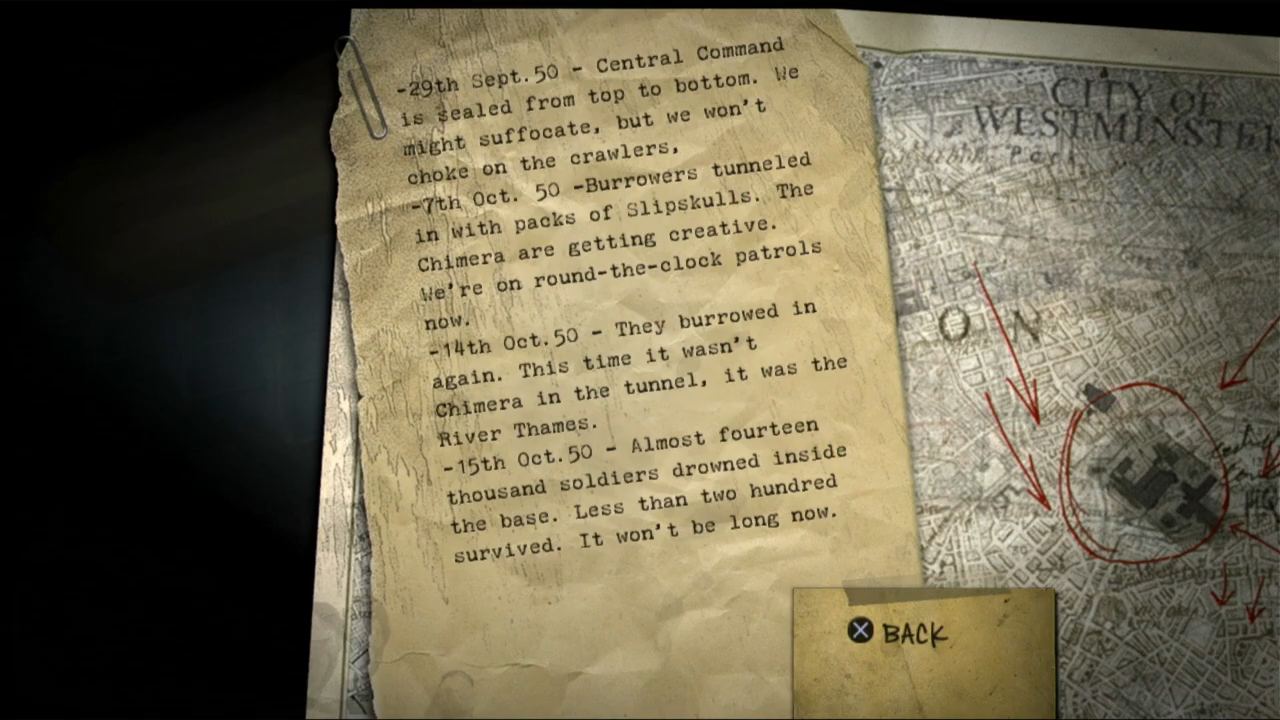 -29th Sept.50 - Central Command
is sealed from top to bottom. We
might suffocate, but we won't
choke on the crawlers,
-7th Oct. 50 -Burrowers tunneled
in with packs of Slipskulls. The
Chimera are getting creative.
We're on round-the-clock patrols
now.
-14th Oct.50 - They burrowed in
again. This time it wasn't
Chimera in the tunnel, it was the
River Thames.
-15th Oct.50 - Almost fourteen
thousand soldiers drowned inside
the base. Less than two hundred
survived. It won't be long now.
CITY OF
WESTMINSTER
O N
BACK